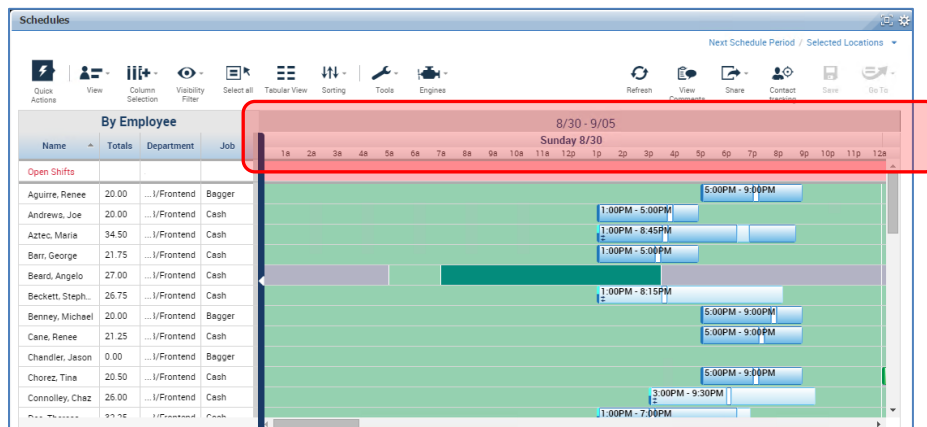 Schedules
Next Schedule Period / Selected Locations
Quick Actions
View
Column Selection
Visibility Filter
Select all
Tabular View
Sorting
Tools
Engines
Refresh
View Comments
Share
Contact tracking
Save
Go To
By Employee
8/30 - 9/05
Name Totals Department Job
Sunday 8/30
1a 2a 3a 4a 5a 6a 7a 8a 9a 10a 11a 12p 1p 2p 3p 4p 5p 6p 7p 8p 9p 10p 11p 12a
Open Shifts
Aguirre, Renee 20.00 ...l/Frontend Bagger 5:00PM - 9:00PM
Andrews, Joe 20.00 ...l/Frontend Cash 1:00PM - 5:00PM
Aztec, Maria 34.50 ...l/Frontend Cash 1:00PM - 8:45PM
Barr, George 21.75 ...l/Frontend Cash 1:00PM - 5:00PM
Beard, Angelo 27.00 ...l/Frontend Cash
Beckett, Steph... 26.75 ...l/Frontend Cash 1:00PM - 8:15PM
Benney, Michael 20.00 ...l/Frontend Bagger 5:00PM - 9:00PM
Cane, Renee 21.25 ...l/Frontend Cash 5:00PM - 9:00PM
Chandler, Jason 0.00 ...l/Frontend Bagger
Chorez, Tina 20.50 ...l/Frontend Cash 5:00PM - 9:00PM
Connolley, Chaz 26.00 ...l/Frontend Cash 3:00PM - 9:30PM
32.25 ...l/Frontend Cash 1:00PM - 7:00PM